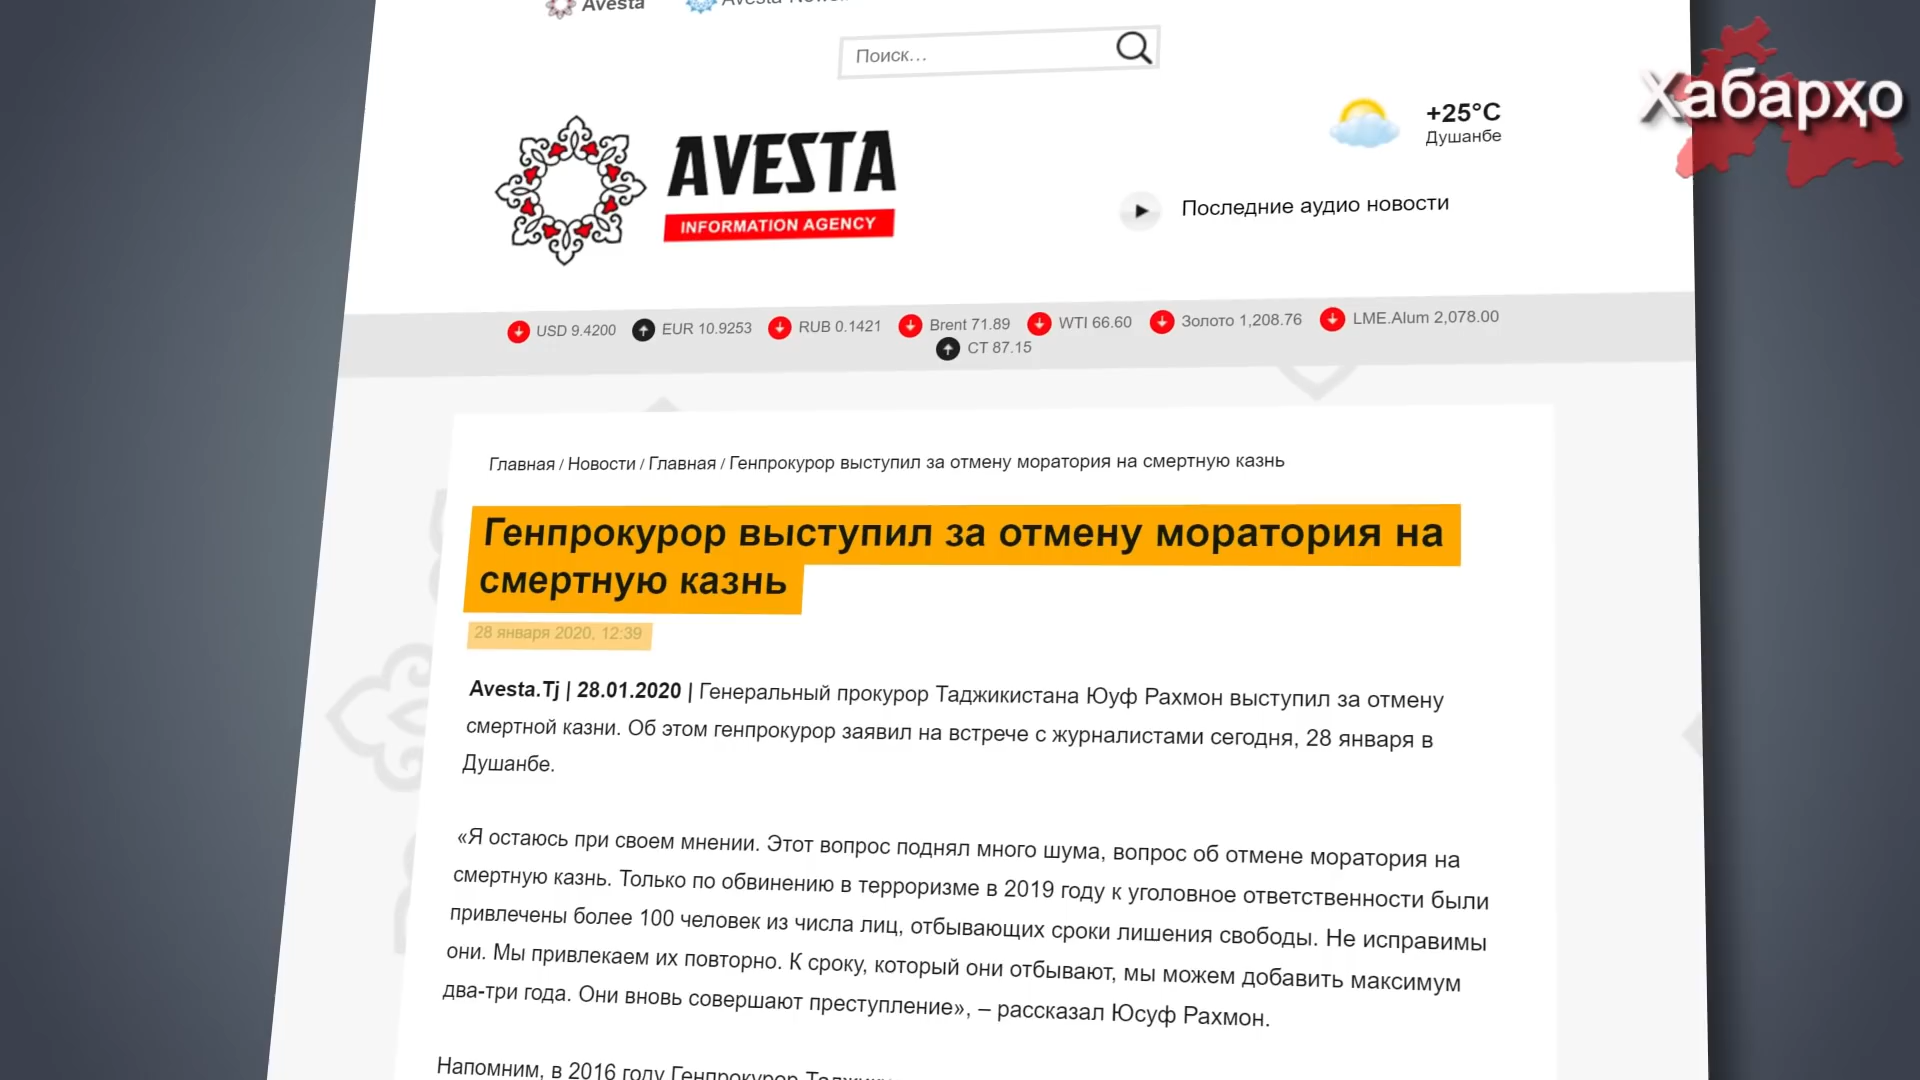 Avesta
Поиск...
Хабарҳо
+25°C
Душанбе
AVESTA
INFORMATION AGENCY
Последние аудио новости
USD 9.4200 EUR 10.9253 RUB 0.1421 Brent 71.89 WTI 66.60 Золото 1,208.76 LME.Alum 2,078.00
CT 87.15
Главная / Новости / Главная / Генпрокурор выступил за отмену моратория на смертную казнь
Генпрокурор выступил за отмену моратория на
смертную казнь
28 января 2020, 12:39
Avesta.Tj | 28.01.2020 | Генеральный прокурор Таджикистана Юуф Рахмон выступил за отмену
смертной казни. Об этом генпрокурор заявил на встрече с журналистами сегодня, 28 января в
Душанбе.
«Я остаюсь при своем мнении. Этот вопрос поднял много шума, вопрос об отмене моратория на
смертную казнь. Только по обвинению в терроризме в 2019 году к уголовное ответственности были
привлечены более 100 человек из числа лиц, отбывающих сроки лишения свободы. Не исправимы
они. Мы привлекаем их повторно. К сроку, который они отбывают, мы можем добавить максимум
два-три года. Они вновь совершают преступление», – рассказал Юсуф Рахмон.
Напомним, в 2016 году Генпрокурор